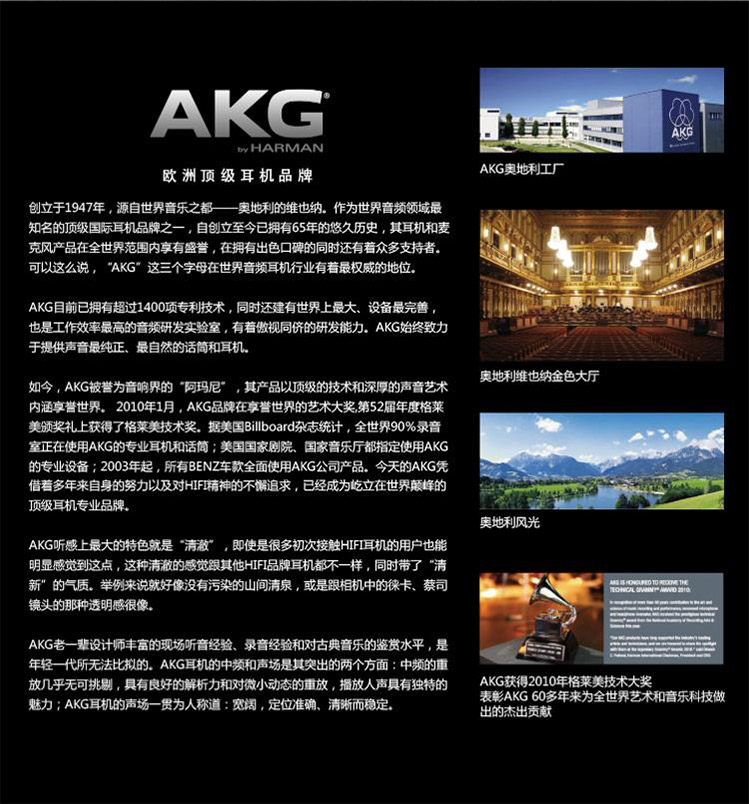 AKG®
by HARMAN
欧洲顶级耳机品牌
创立于1947年，源自世界音乐之都——奥地利的维也纳。作为世界音频领域最
知名的顶级国际耳机品牌之一，自创立至今已拥有65年的悠久历史，其耳机和麦
克风产品在全世界范围内享有盛誉，在拥有出色口碑的同时还有着众多支持者。
可以这么说，“AKG”这三个字母在世界音频耳机行业有着最权威的地位。
AKG目前已拥有超过1400项专利技术，同时还建有世界上最大、设备最完善，
也是工作效率最高的音频研发实验室，有着傲视同侪的研发能力。AKG始终致力
于提供声音最纯正、最自然的话筒和耳机。
如今，AKG被誉为音响界的“阿玛尼”，其产品以顶级的技术和深厚的声音艺术
内涵享誉世界。 2010年1月，AKG品牌在享誉世界的艺术大奖,第52届年度格莱
美颁奖礼上获得了格莱美技术奖。据美国Billboard杂志统计，全世界90%录音
室正在使用AKG的专业耳机和话筒；美国国家剧院、国家音乐厅都指定使用AKG
的专业设备；2003年起，所有BENZ车款全面使用AKG公司产品。今天的AKG凭
借着多年来自身的努力以及对HIFI精神的不懈追求，已经成为屹立在世界颠峰的
顶级耳机专业品牌。
AKG听感上最大的特色就是“清澈”，即使是很多初次接触HIFI耳机的用户也能
明显感觉到这点，这种清澈的感觉跟其他HIFI品牌耳机都不一样，同时带了“清
新”的气质。举例来说就好像没有污染的山间清泉，或是跟相机中的徕卡、蔡司
镜头的那种透明感很像。
AKG老一辈设计师丰富的现场听音经验、录音经验和对古典音乐的鉴赏水平，是
年轻一代所无法比拟的。AKG耳机的中频和声场是其突出的两个方面：中频的重
放几乎无可挑剔，具有良好的解析力和对微小动态的重放，播放人声具有独特的
魅力；AKG耳机的声场一贯为人称道：宽阔，定位准确、清晰而稳定。
AKG
AKG奥地利工厂
奥地利维也纳金色大厅
奥地利风光
AKG IS HONOURED TO RECEIVE THE
TECHNICAL GRAMMY® AWARD 2010:
AKG获得2010年格莱美技术大奖
表彰AKG 60多年来为全世界艺术和音乐科技做
出的杰出贡献